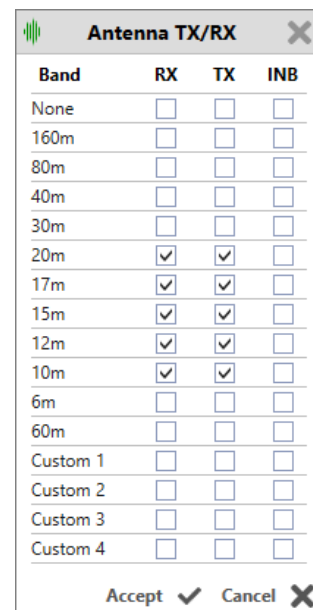 Antenna TX/RX
Band RX TX INB
None
160m
80m
40m
30m
20m
17m
15m
12m
10m
6m
60m
Custom 1
Custom 2
Custom 3
Custom 4
Accept Cancel